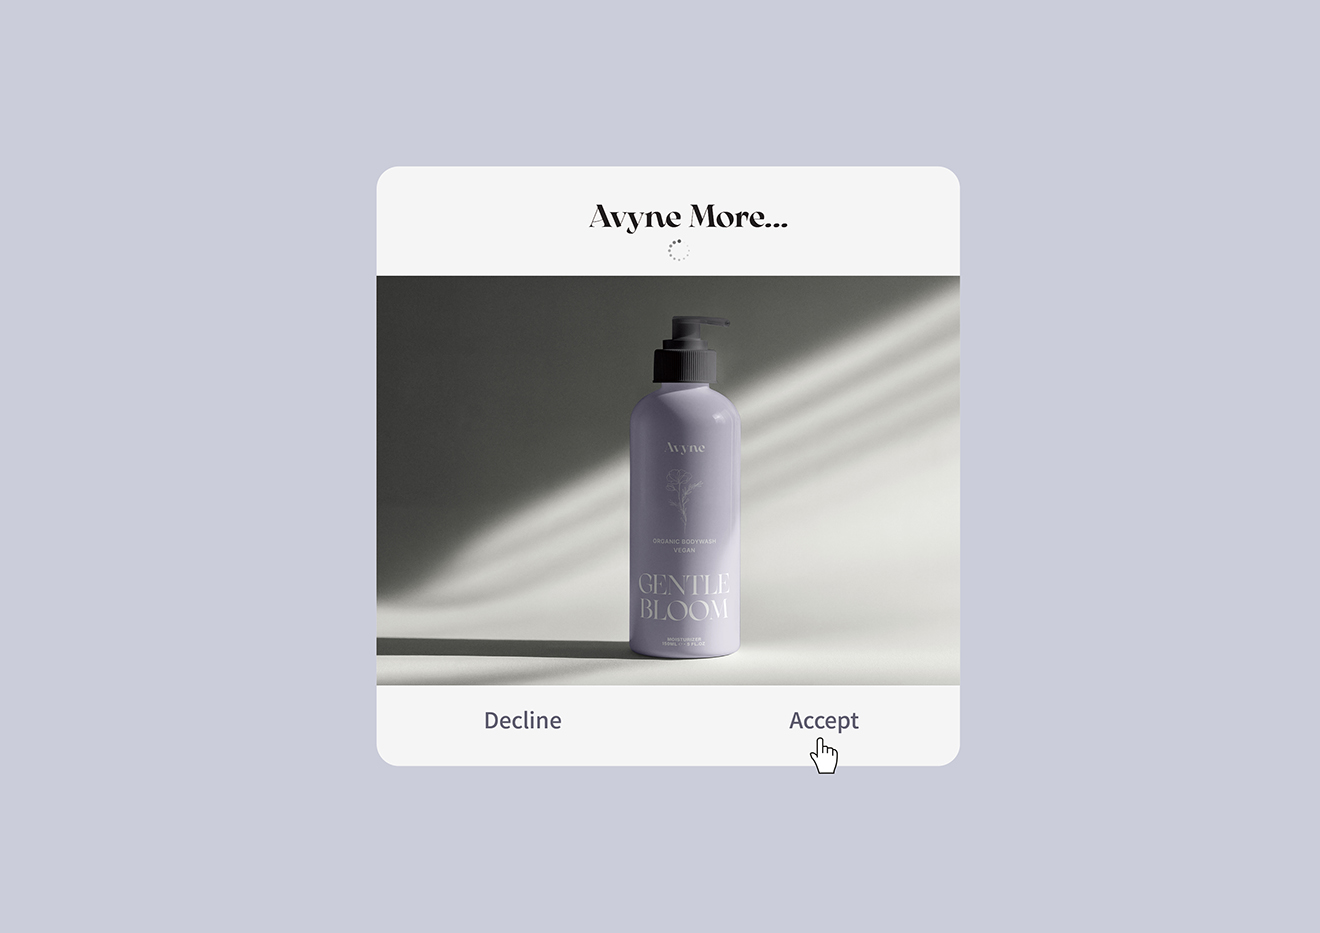 Avyne More...
Avyne
ORGANIC BODYWASH
VEGAN
GENTLE
BLOOM
MOISTURIZER
Decline
Accept